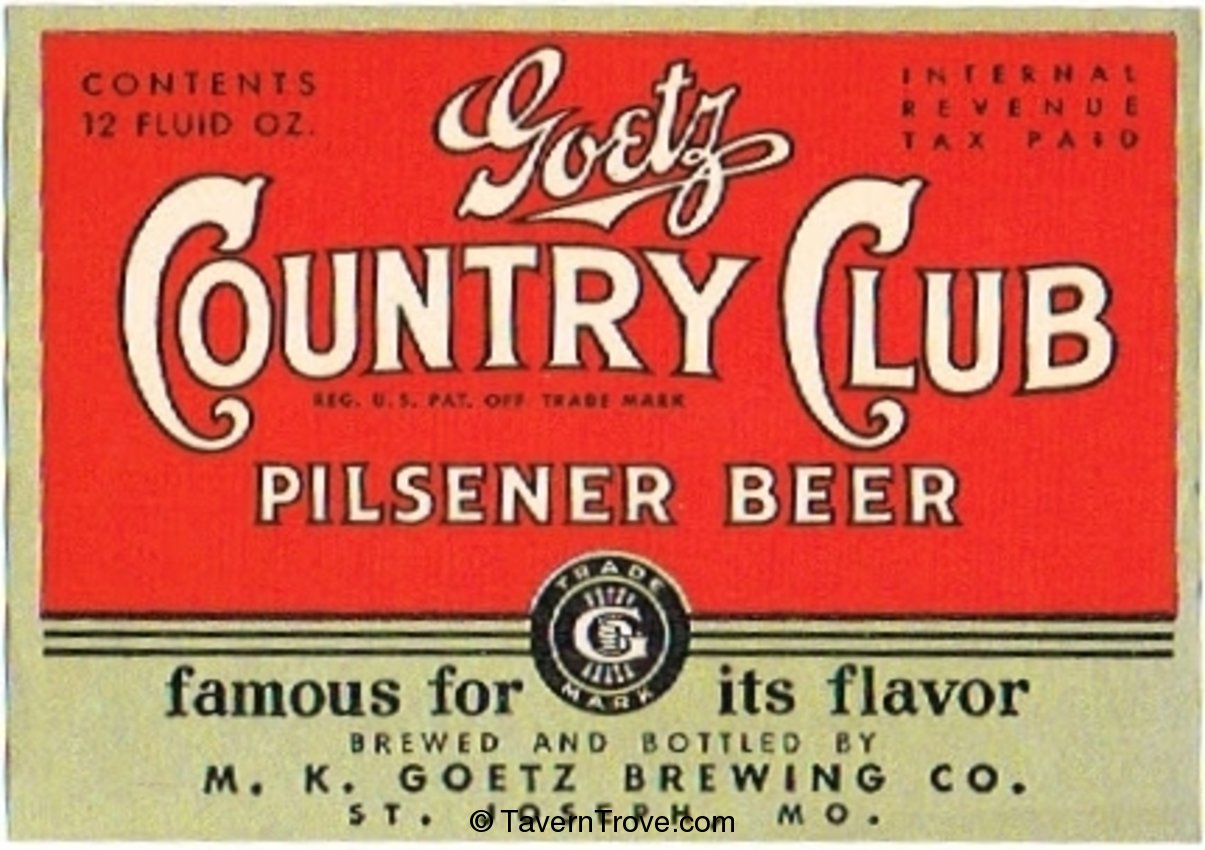 CONTENTS
12 FLUID OZ.
INTERNAL
REVENUE
TAX PAID
Goetz
COUNTRY CLUB
REG. U.S. PAT. OFF. TRADE MARK
PILSENER BEER
TRADE
G
MARK
famous for its flavor
BREWED AND BOTTLED BY
M. K. GOETZ BREWING CO.
ST. JOSEPH, MO.
© TavernTrove.com